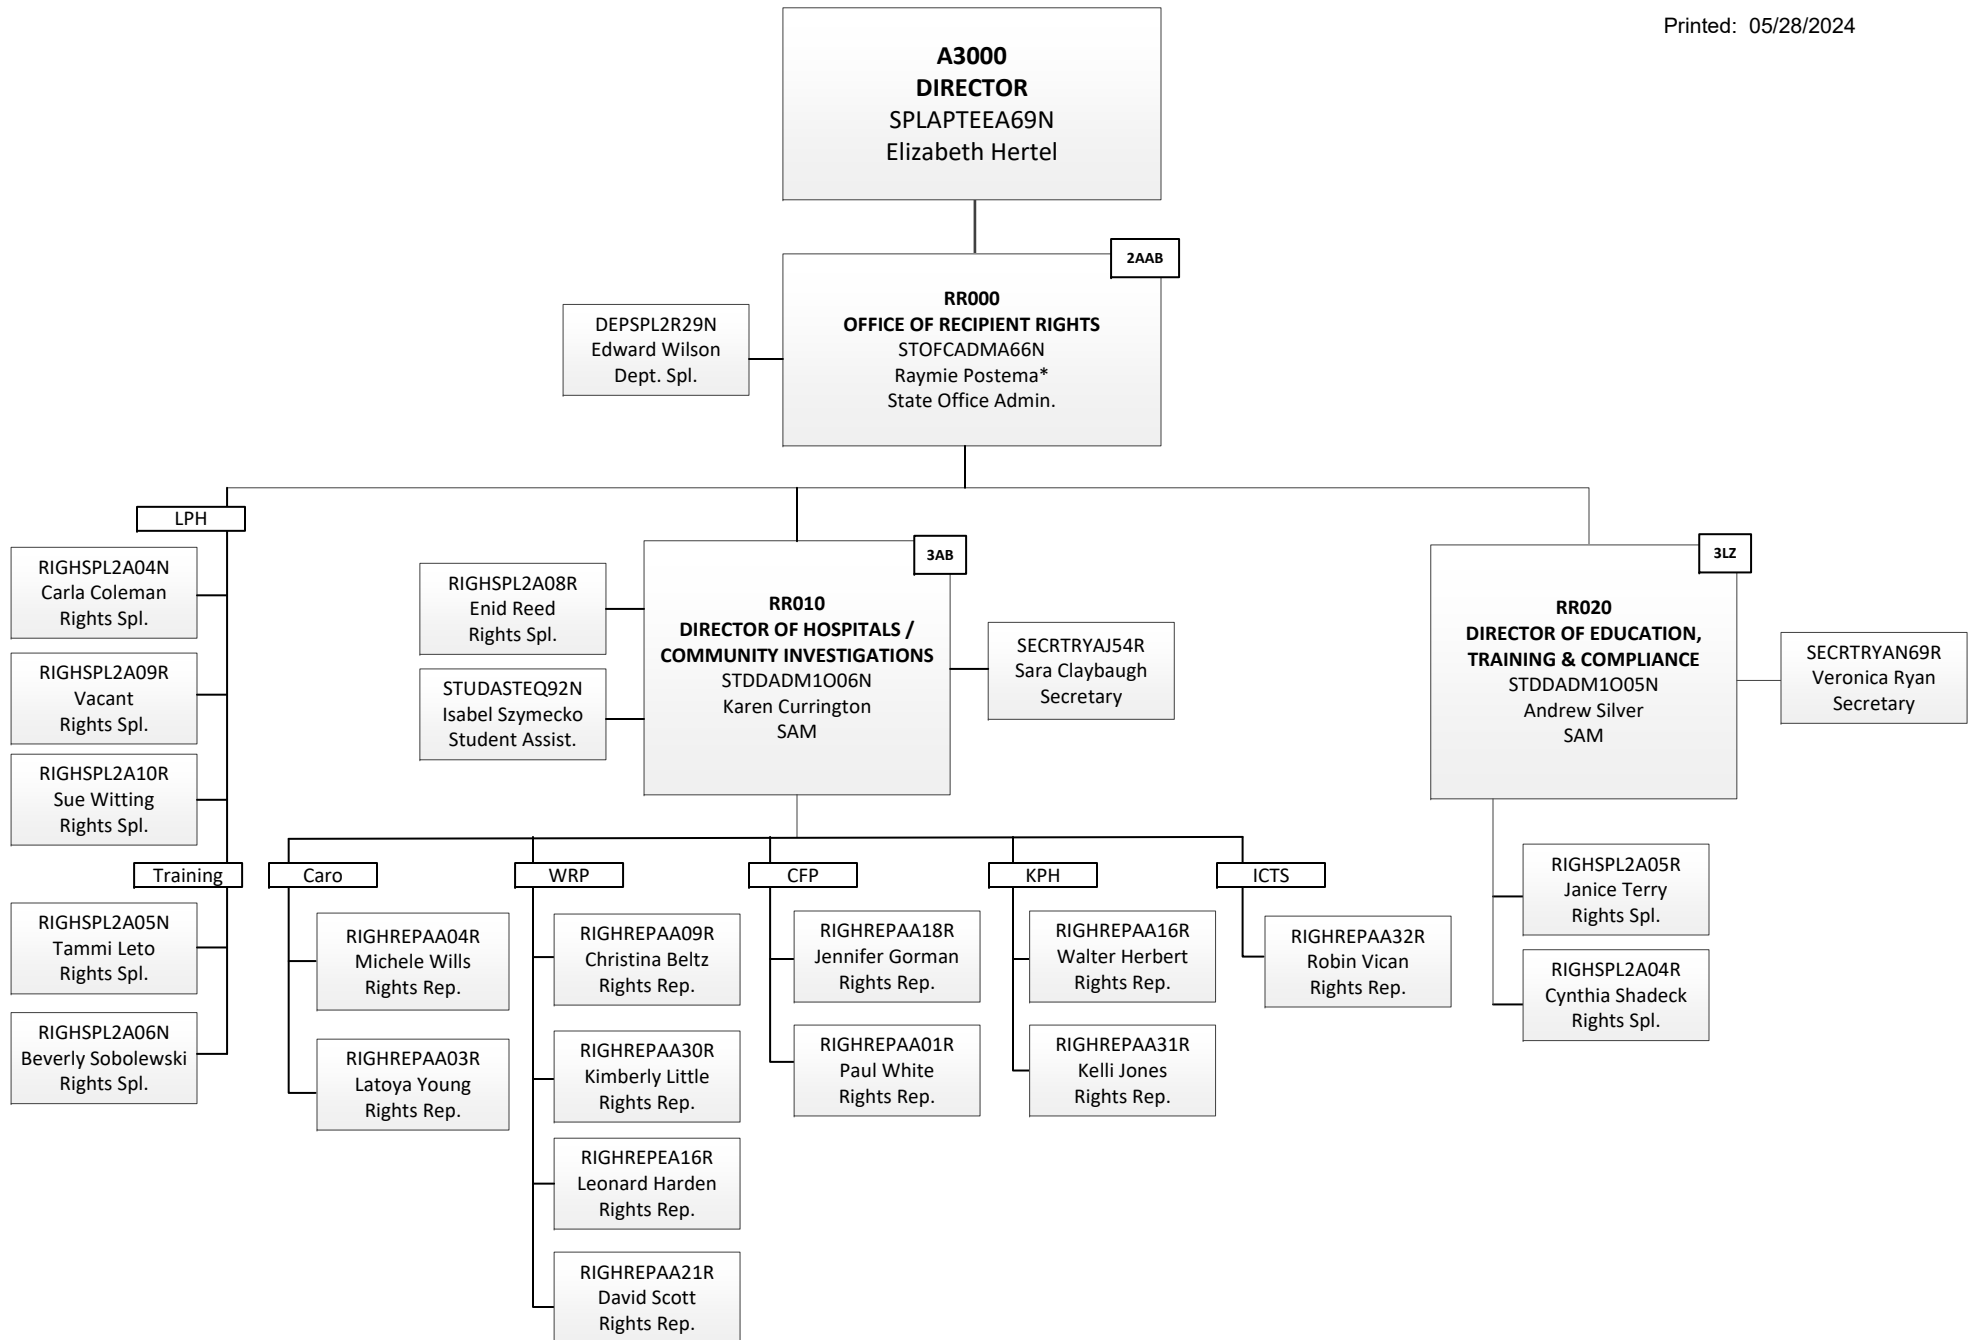 Printed: 05/28/2024
A3000
DIRECTOR
SPLAPTEEA69N
Elizabeth Hertel
2AAB
RR000
OFFICE OF RECIPIENT RIGHTS
STOFCADMA66N
Raymie Postema*
State Office Admin.
DEPSPL2R29N
Edward Wilson
Dept. Spl.
LPH
RIGHSPL2A04N
Carla Coleman
Rights Spl.
RIGHSPL2A09R
Vacant
Rights Spl.
RIGHSPL2A10R
Sue Witting
Rights Spl.
Training
RIGHSPL2A05N
Tammi Leto
Rights Spl.
RIGHSPL2A06N
Beverly Sobolewski
Rights Spl.
RIGHSPL2A08R
Enid Reed
Rights Spl.
STUDASTEQ92N
Isabel Szymecko
Student Assist.
3AB
RR010
DIRECTOR OF HOSPITALS /
COMMUNITY INVESTIGATIONS
STDDADM1O06N
Karen Currington
SAM
SECRTRYAJ54R
Sara Claybaugh
Secretary
Caro
RIGHREPAA04R
Michele Wills
Rights Rep.
RIGHREPAA03R
Latoya Young
Rights Rep.
WRP
RIGHREPAA09R
Christina Beltz
Rights Rep.
RIGHREPAA30R
Kimberly Little
Rights Rep.
RIGHREPEA16R
Leonard Harden
Rights Rep.
RIGHREPAA21R
David Scott
Rights Rep.
CFP
RIGHREPAA18R
Jennifer Gorman
Rights Rep.
RIGHREPAA01R
Paul White
Rights Rep.
KPH
RIGHREPAA16R
Walter Herbert
Rights Rep.
RIGHREPAA31R
Kelli Jones
Rights Rep.
ICTS
RIGHREPAA32R
Robin Vican
Rights Rep.
3LZ
RR020
DIRECTOR OF EDUCATION,
TRAINING & COMPLIANCE
STDDADM1O05N
Andrew Silver
SAM
SECRTRYAN69R
Veronica Ryan
Secretary
RIGHSPL2A05R
Janice Terry
Rights Spl.
RIGHSPL2A04R
Cynthia Shadeck
Rights Spl.